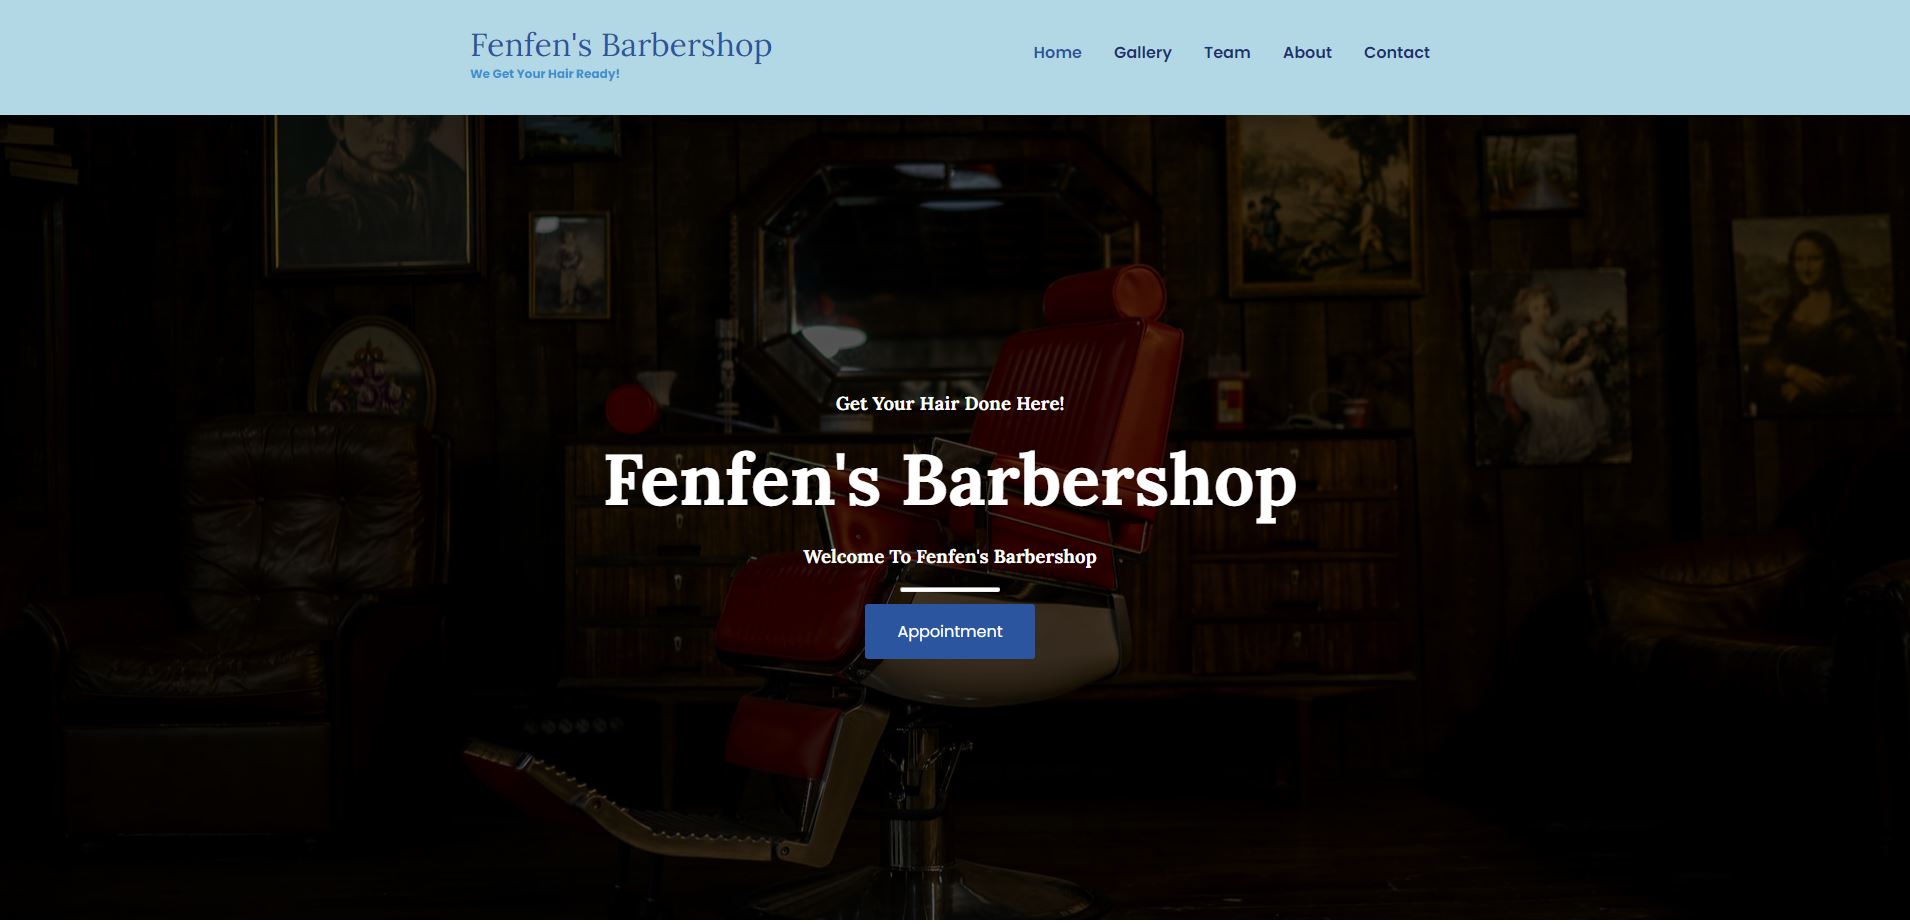 Fenfen's Barbershop
We Get Your Hair Ready!
Home Gallery Team About Contact
Get Your Hair Done Here!
Fenfen's Barbershop
Welcome To Fenfen's Barbershop
Appointment